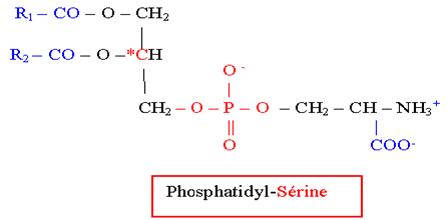 R₁ – CO – O – CH₂
R₂ – CO – O – *CH
O⁻
CH₂ – O – P – O – CH₂ – CH – NH₃⁺
O
COO⁻
Phosphatidyl-Sérine